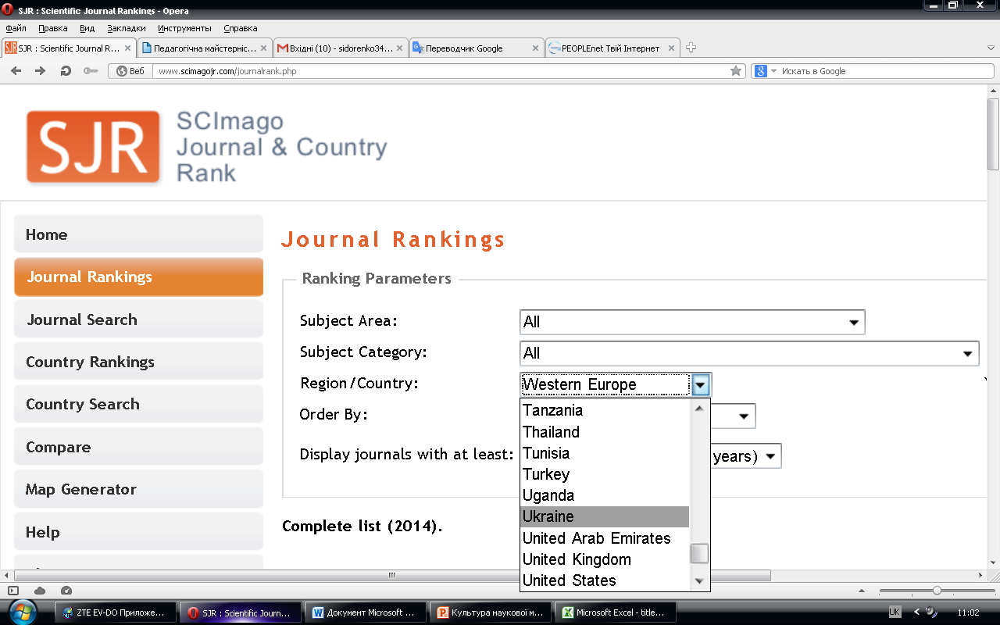 SJR : Scientific Journal Rankings - Opera
Файл Правка Вид Закладки Инструменты Справка
SJR : Scientific Journal R... Педагогічна майстерніс... Вхідні (10) - sidorenko34... Переводчик Google PEOPLEnet Твій Інтернет
Веб www.scimagojr.com/journalrank.php Искать в Google
SJR
SCImago
Journal & Country
Rank
Home
Journal Rankings
Journal Search
Country Rankings
Country Search
Compare
Map Generator
Help
Journal Rankings
Ranking Parameters
Subject Area: All
Subject Category: All
Region/Country: Western Europe
Order By:
Display journals with at least: years)
Tanzania
Thailand
Tunisia
Turkey
Uganda
Ukraine
United Arab Emirates
United Kingdom
United States
Complete list (2014).
ZTE EV-DO Приложе... SJR : Scientific Journ... Документ Microsoft ... Культура наукової м... Microsoft Excel - title... UK 11:02